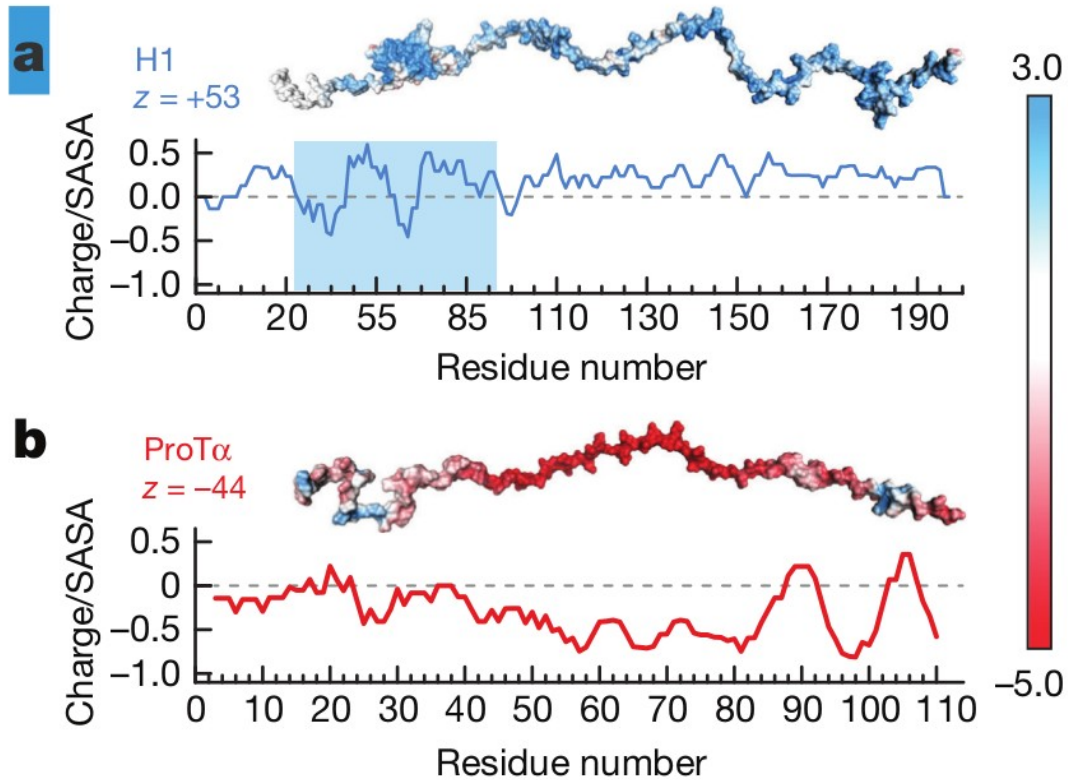 a
H1
z = +53
3.0
Charge/SASA
0.5
0.0
−0.5
−1.0
0 20 55 85 110 130 150 170 190
Residue number
b
ProTα
z = −44
−5.0
Charge/SASA
0.5
0
−0.5
−1.0
0 10 20 30 40 50 60 70 80 90 100 110
Residue number